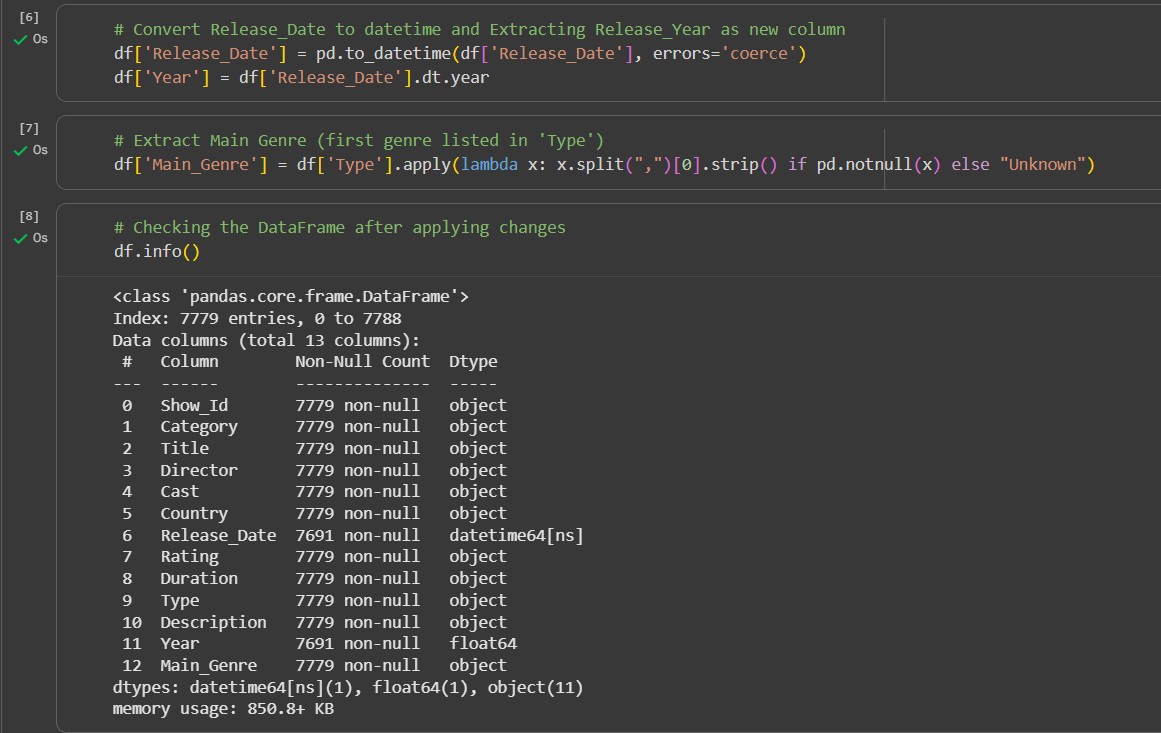 [6]
0s
# Convert Release_Date to datetime and Extracting Release_Year as new column
df['Release_Date'] = pd.to_datetime(df['Release_Date'], errors='coerce')
df['Year'] = df['Release_Date'].dt.year
[7]
0s
# Extract Main Genre (first genre listed in 'Type')
df['Main_Genre'] = df['Type'].apply(lambda x: x.split(",")[0].strip() if pd.notnull(x) else "Unknown")
[8]
0s
# Checking the DataFrame after applying changes
df.info()
<class 'pandas.core.frame.DataFrame'>
Index: 7779 entries, 0 to 7788
Data columns (total 13 columns):
 #   Column        Non-Null Count  Dtype
---  ------        --------------  -----
 0   Show_Id       7779 non-null   object
 1   Category      7779 non-null   object
 2   Title         7779 non-null   object
 3   Director      7779 non-null   object
 4   Cast          7779 non-null   object
 5   Country       7779 non-null   object
 6   Release_Date  7691 non-null   datetime64[ns]
 7   Rating        7779 non-null   object
 8   Duration      7779 non-null   object
 9   Type          7779 non-null   object
 10  Description   7779 non-null   object
 11  Year          7691 non-null   float64
 12  Main_Genre    7779 non-null   object
dtypes: datetime64[ns](1), float64(1), object(11)
memory usage: 850.8+ KB